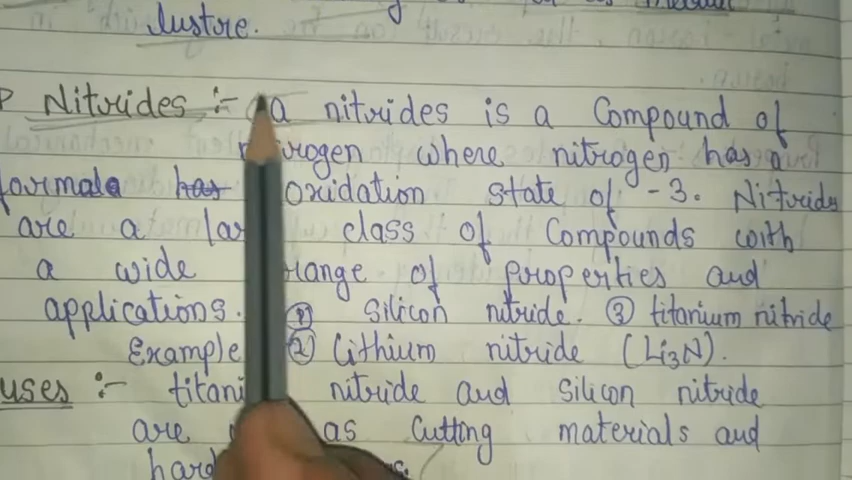 lustre.
Nitrides :- a nitrides is a Compound of
where nitrogen has a
formale oxidation state of -3. Nitrides
are a class of Compounds with
a wide range of properties and
applications. ① Silicon nitride. ③ titanium nitride
Example ② Lithium nitride (Li3N).
uses :- nitride and Silicon nitride
are as Cutting materials and